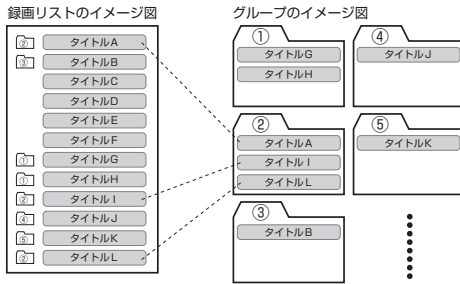 録画リストのイメージ図
② タイトルA
③ タイトルB
タイトルC
タイトルD
タイトルE
タイトルF
① タイトルG
① タイトルH
② タイトルI
④ タイトルJ
⑤ タイトルK
② タイトルL
グループのイメージ図
①
タイトルG
タイトルH
④
タイトルJ
②
タイトルA
タイトルI
タイトルL
⑤
タイトルK
③
タイトルB